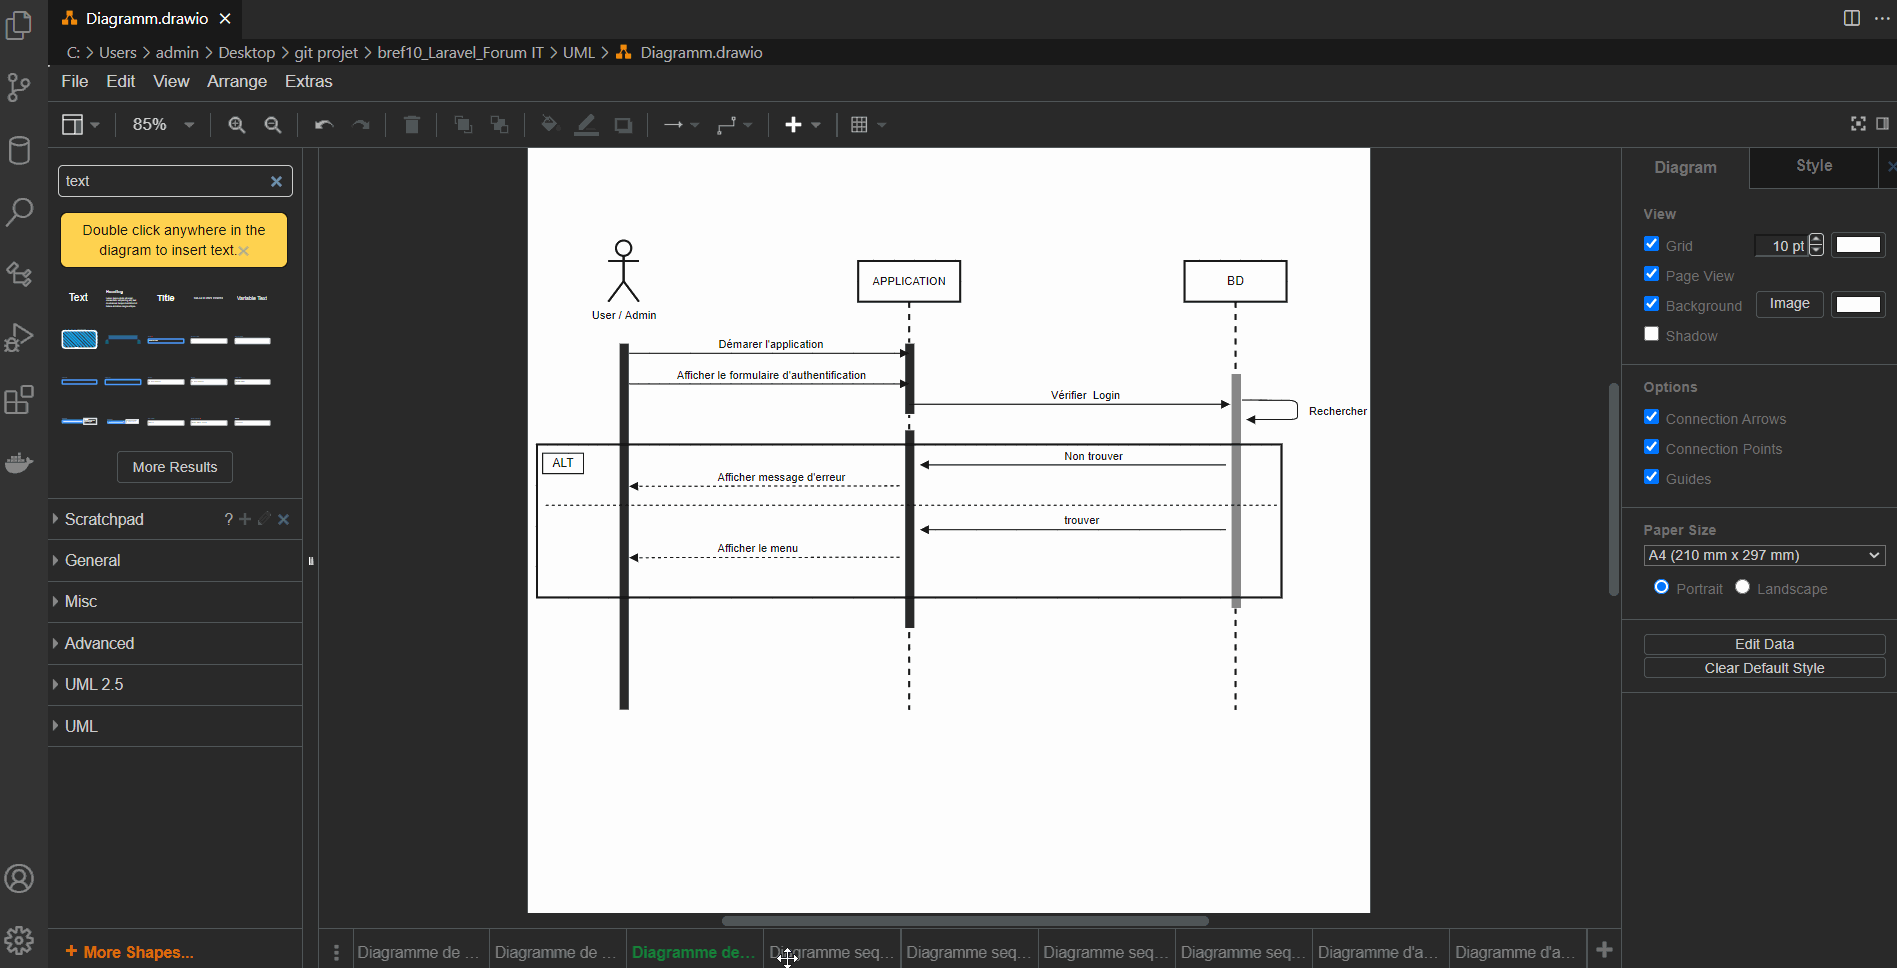 Diagramm.drawio
C: > Users > admin > Desktop > git projet > bref10_Laravel_Forum IT > UML > Diagramm.drawio
File Edit View Arrange Extras
85%
text
Double click anywhere in the
diagram to insert text.
Text Heading Title Variable Text
More Results
Scratchpad ?
General
Misc
Advanced
UML 2.5
UML
+ More Shapes...
User / Admin
APPLICATION
BD
Démarer l'application
Afficher le formulaire d'authentification
Vérifier Login
Rechercher
ALT
Non trouver
Afficher message d'erreur
trouver
Afficher le menu
Diagram Style
View
Grid 10 pt
Page View
Background Image
Shadow
Options
Connection Arrows
Connection Points
Guides
Paper Size
A4 (210 mm x 297 mm)
Portrait Landscape
Edit Data
Clear Default Style
Diagramme de ... Diagramme de ... Diagramme de... Diagramme seq... Diagramme seq... Diagramme seq... Diagramme seq... Diagramme d'a... Diagramme d'a...